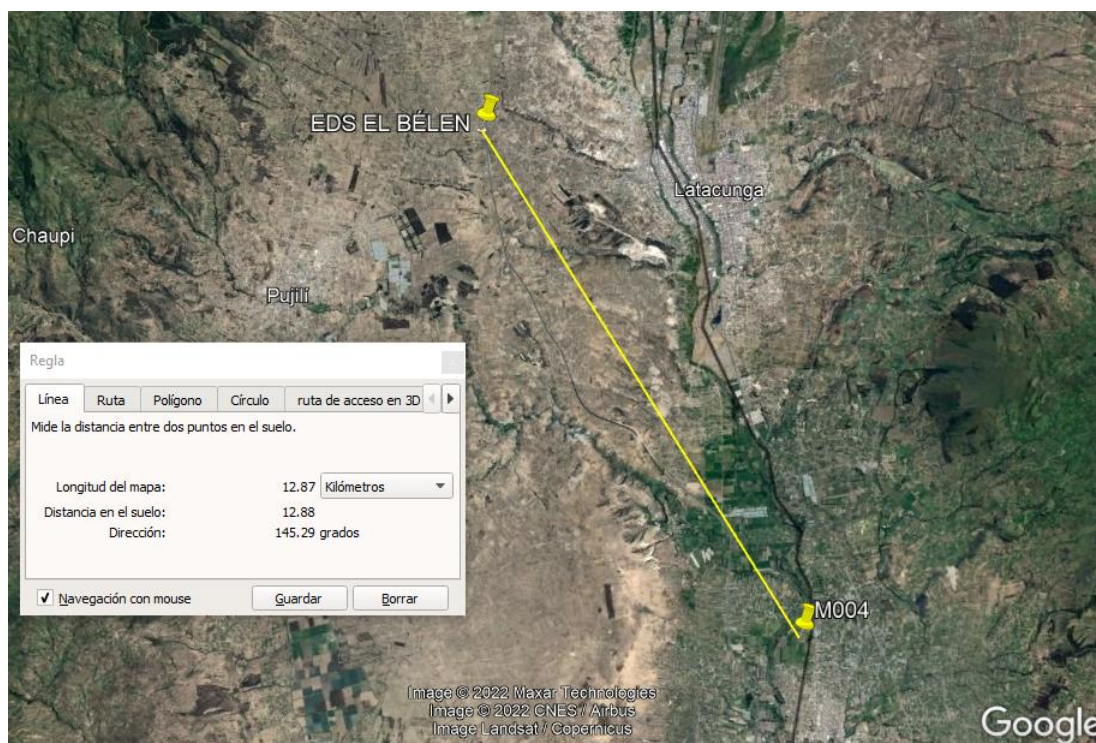 EDS EL BÉLEN
Latacunga
Chaupi
Pujilí
Regla
Línea
Ruta
Polígono
Círculo
ruta de acceso en 3D
Mide la distancia entre dos puntos en el suelo.
Longitud del mapa: 12.87 Kilómetros
Distancia en el suelo: 12.88
Dirección: 145.29 grados
Navegación con mouse
Guardar
Borrar
M004
Image © 2022 Maxar Technologies
Image © 2022 CNES / Airbus
Image Landsat / Copernicus
Google